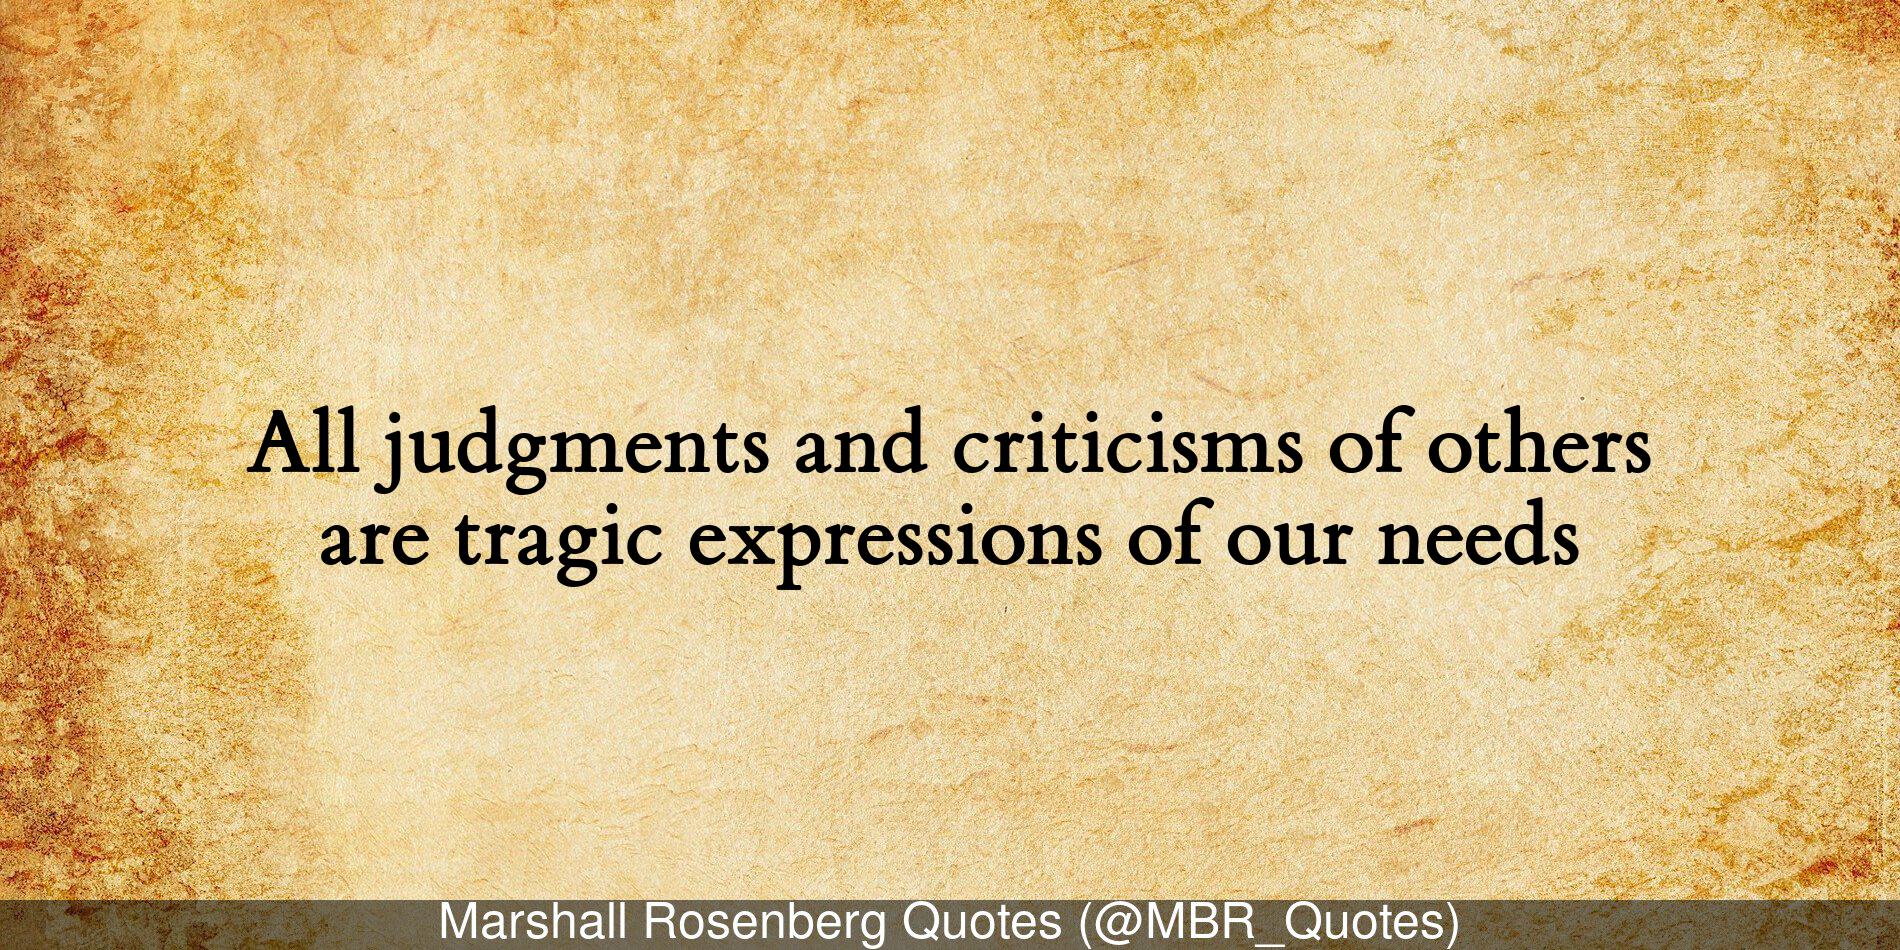 All judgments and criticisms of others
are tragic expressions of our needs
Marshall Rosenberg Quotes (@MBR_Quotes)